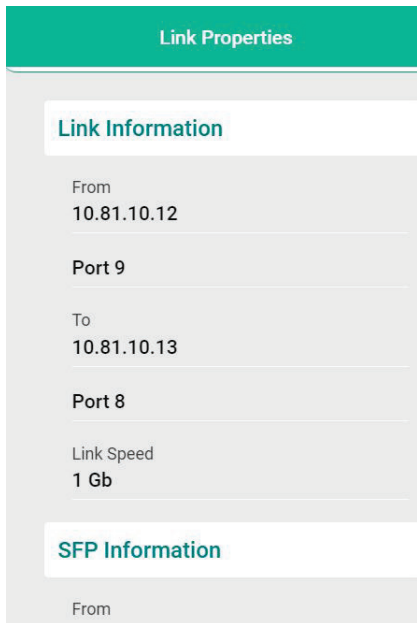 Link Properties
Link Information
From
10.81.10.12
Port 9
To
10.81.10.13
Port 8
Link Speed
1 Gb
SFP Information
From